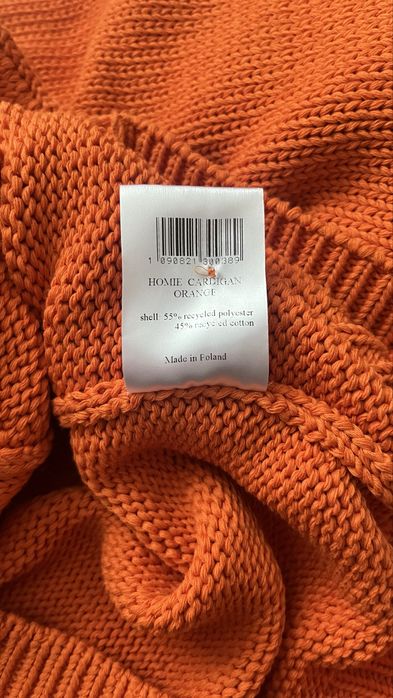 1 090821 300389
HOMIE CARDIGAN
ORANGE
shell 55% recycled polyester
45% recycled cotton
Made in Poland